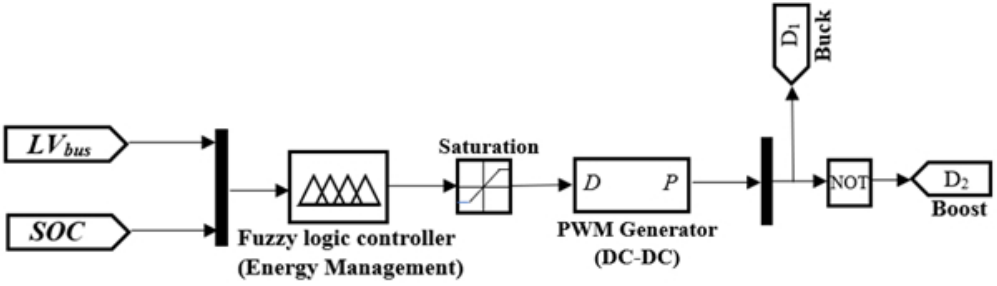 D1
Buck
LVbus
SOC
Fuzzy logic controller
(Energy Management)
Saturation
D P
PWM Generator
(DC-DC)
NOT
D2
Boost